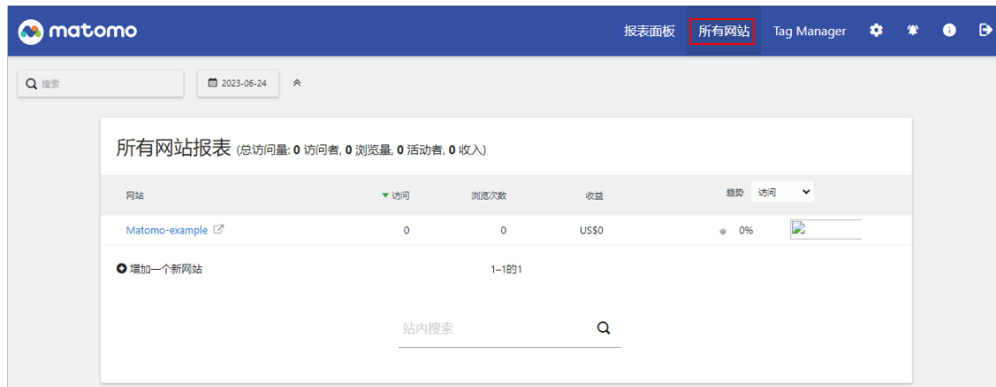 matomo 报表面板 所有网站 Tag Manager
搜索 2023-06-24
所有网站报表 (总访问量: 0 访问者, 0 浏览量, 0 活动者, 0 收入)
网站 访问 浏览次数 收益 趋势 访问
Matomo-example 0 0 US$0 0%
增加一个新网站 1–1的1
站内搜索